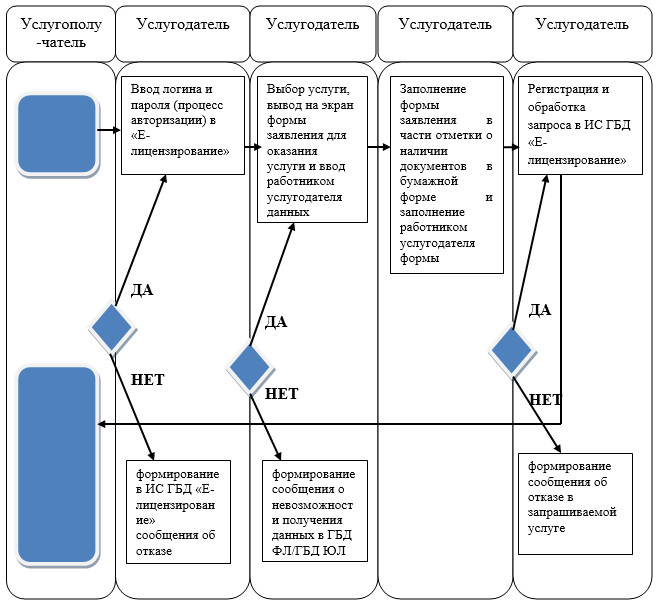 Услугополу
-чатель
Услугодатель
Услугодатель
Услугодатель
Услугодатель
Ввод логина и
пароля (процесс
авторизации) в
«Е-
лицензирование»
Выбор услуги,
вывод на экран
формы
заявления для
оказания
услуги и ввод
работником
услугодателя
данных
Заполнение
формы
заявления в
части отметки о
наличии
документов в
бумажной
форме и
заполнение
работником
услугодателя
формы
Регистрация и
обработка
запроса в ИС ГБД
«Е-
лицензирование»
ДА
ДА
ДА
НЕТ
НЕТ
НЕТ
формирование
в ИС ГБД «Е-
лицензирован
ие»
сообщения об
отказе
формирование
сообщения о
невозможност
и получения
данных в ГБД
ФЛ/ГБД ЮЛ
формирование
сообщения об
отказе в
запрашиваемой
услуге